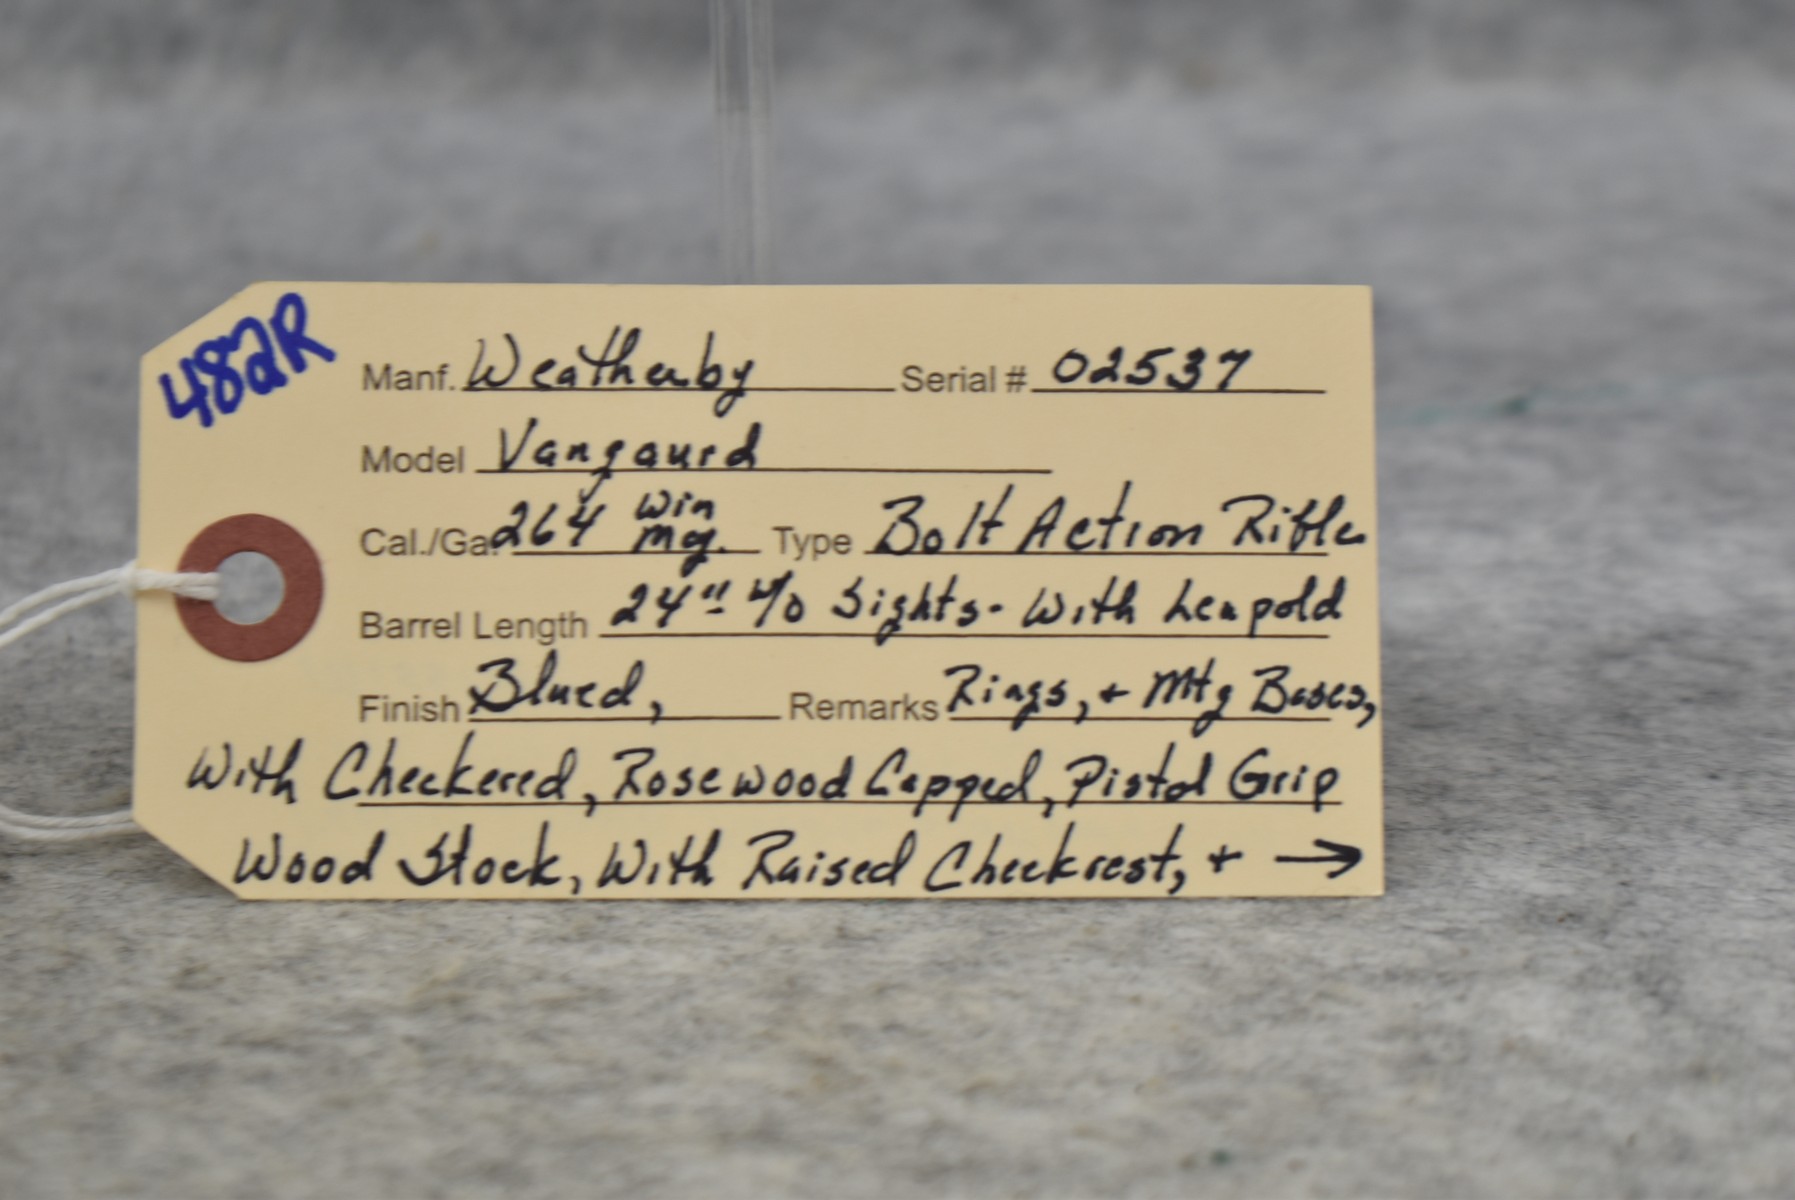 482R
Manf. Weatherby Serial # 02537
Model Vangaurd
Cal./Ga. 264 Win Mag. Type Bolt Action Rifle
Barrel Length 24" w/o Sights. With Leupold
Finish Blued, Remarks Rings, + Mtg Bases,
With Checkered, Rosewood Capped, Pistol Grip
Wood Stock, With Raised Cheekrest, + →